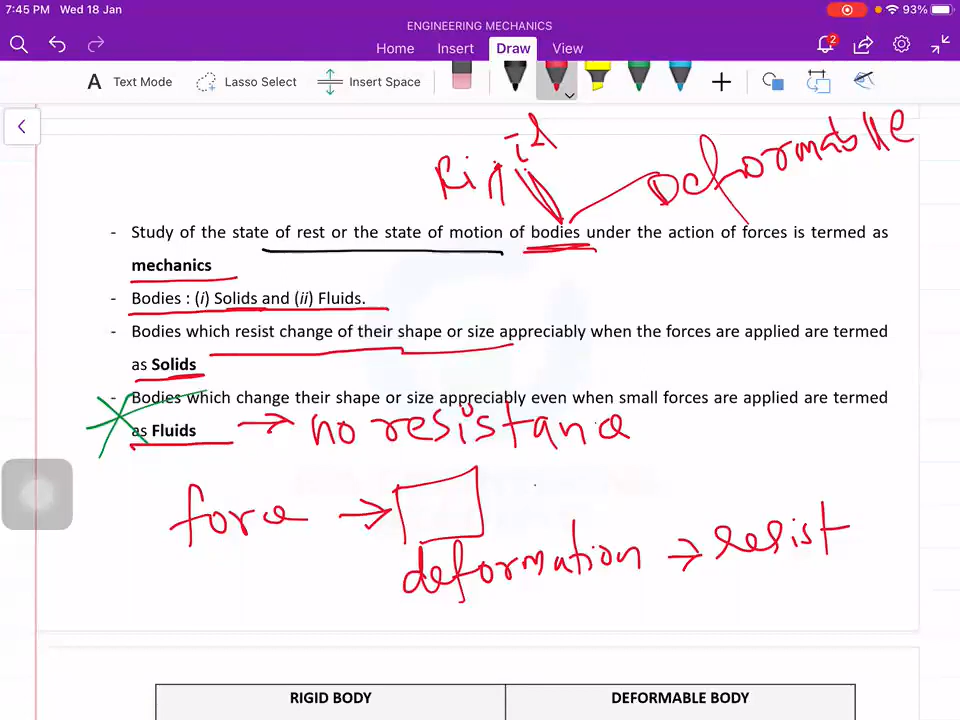 7:45 PM Wed 18 Jan
93%
ENGINEERING MECHANICS
Home Insert Draw View
2
A Text Mode Lasso Select Insert Space
Rigid Deformable
- Study of the state of rest or the state of motion of bodies under the action of forces is termed as
mechanics
- Bodies : (i) Solids and (ii) Fluids.
- Bodies which resist change of their shape or size appreciably when the forces are applied are termed
as Solids
- Bodies which change their shape or size appreciably even when small forces are applied are termed
as Fluids → no resistance
force →
deformation → resist
RIGID BODY DEFORMABLE BODY